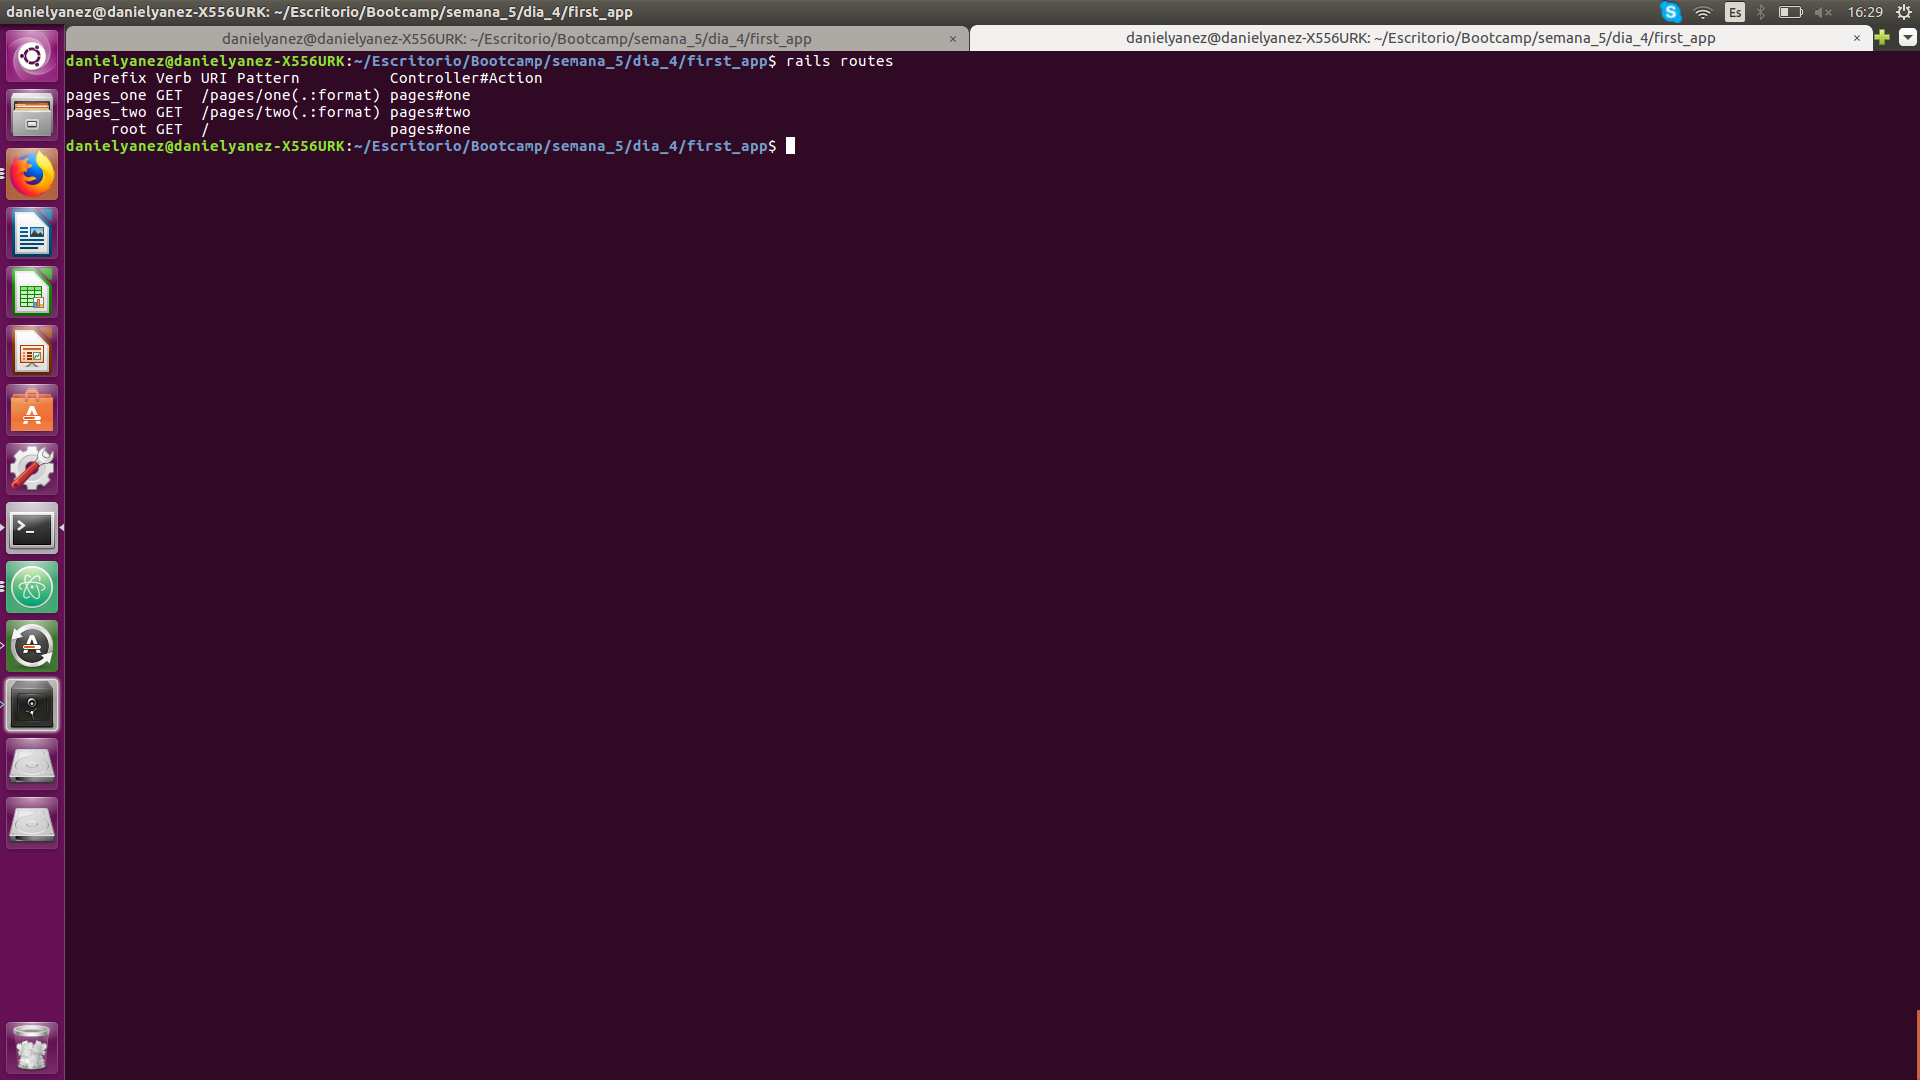 danielyanez@danielyanez-X556URK: ~/Escritorio/Bootcamp/semana_5/dia_4/first_app
Es
16:29
danielyanez@danielyanez-X556URK: ~/Escritorio/Bootcamp/semana_5/dia_4/first_app ×
danielyanez@danielyanez-X556URK: ~/Escritorio/Bootcamp/semana_5/dia_4/first_app ×
danielyanez@danielyanez-X556URK:~/Escritorio/Bootcamp/semana_5/dia_4/first_app$ rails routes
   Prefix Verb URI Pattern          Controller#Action
pages_one GET  /pages/one(.:format) pages#one
pages_two GET  /pages/two(.:format) pages#two
     root GET  /                    pages#one
danielyanez@danielyanez-X556URK:~/Escritorio/Bootcamp/semana_5/dia_4/first_app$